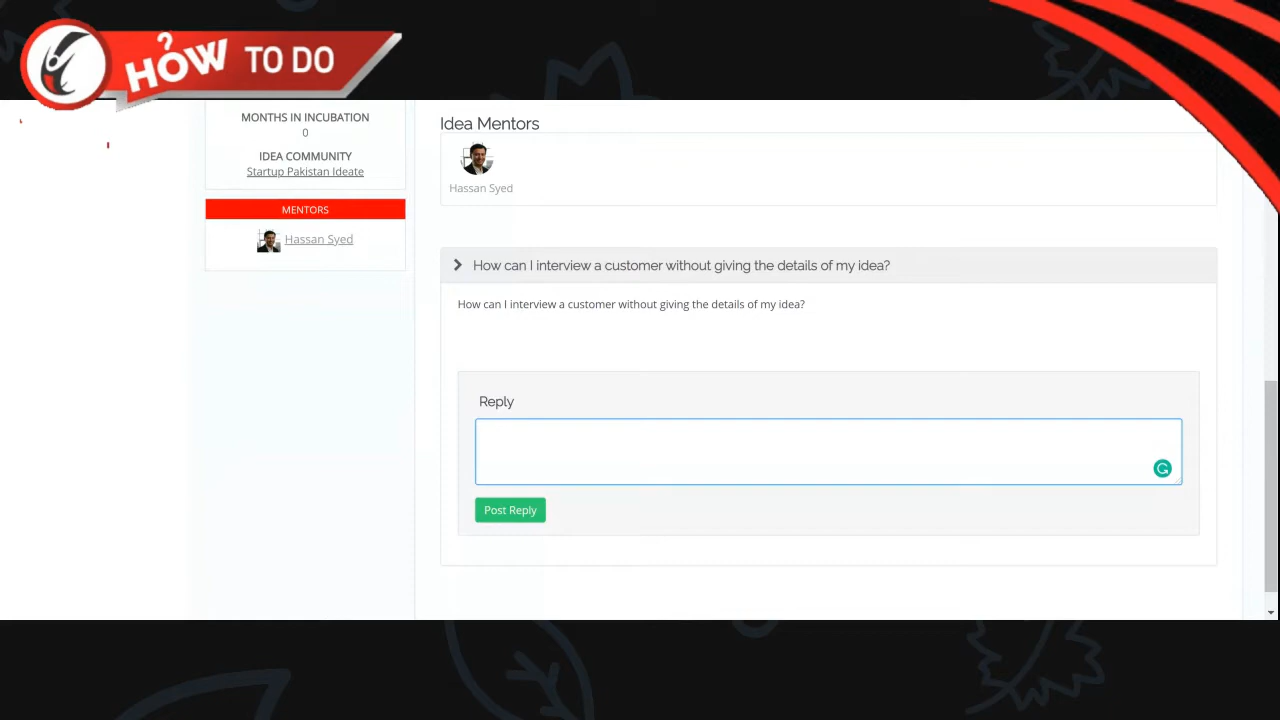 HOW TO DO
MONTHS IN INCUBATION
0
IDEA COMMUNITY
Startup Pakistan Ideate
MENTORS
Hassan Syed
Idea Mentors
Hassan Syed
How can I interview a customer without giving the details of my idea?
How can I interview a customer without giving the details of my idea?
Reply
Post Reply